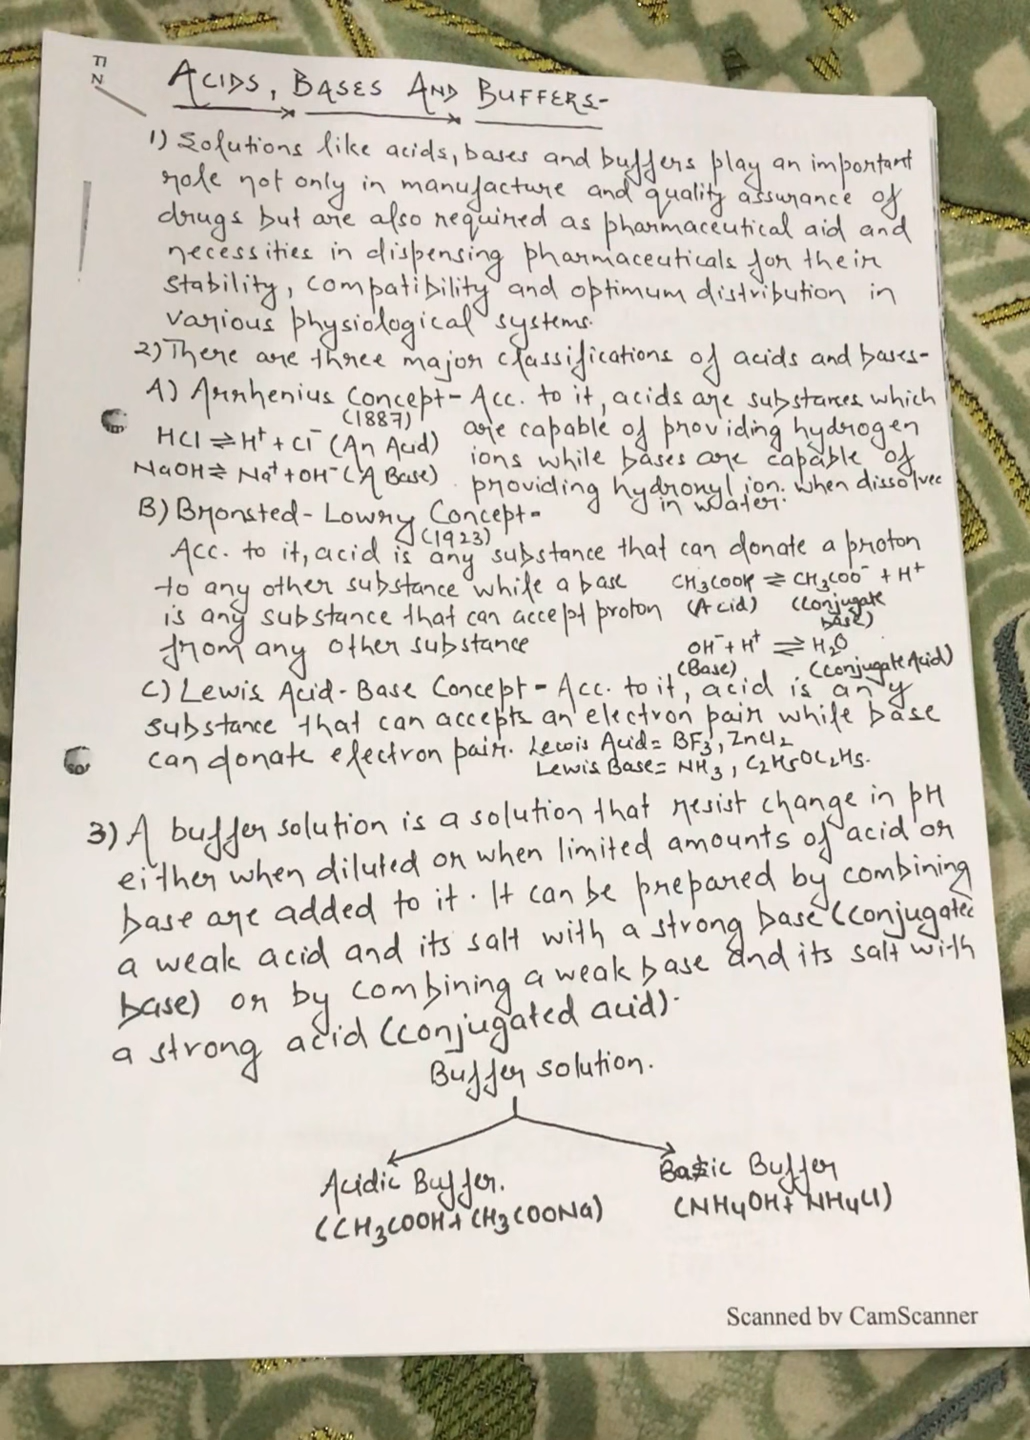 ACIDS, BASES AND BUFFERS-
1) Solutions like acids, bases and buffers play an important
role not only in manufacture and quality assurance of
drugs but are also required as pharmaceutical aid and
necessities in dispensing pharmaceuticals for their
stability, compatibility and optimum distribution in
various physiological systems.
2) There are three major classifications of acids and bases-
A) Arrhenius Concept- Acc. to it, acids are substances which
(1887)
are capable of providing hydrogen
HCl ⇌ H⁺ + Cl⁻ (An Acid)
ions while bases are capable of
NaOH ⇌ Na⁺ + OH⁻ (A Base)
providing hydronyl ion. when dissolvec
in water.
B) Bronsted-Lowry Concept-
(1923)
Acc. to it, acid is any substance that can donate a proton
to any other substance while a base
is any substance that can accept proton
from any other substance
CH₃COOH ⇌ CH₃COO⁻ + H⁺
(Acid) (Conjugate
base)
OH⁻ + H⁺ ⇌ H₂O
(Base) (Conjugate Acid)
C) Lewis Acid-Base Concept - Acc. to it, acid is any
substance that can accepts an electron pair while base
can donate electron pair. Lewis Acid= BF₃, ZnCl₂
Lewis Base= NH₃, C₂H₅OC₂H₅.
3) A buffer solution is a solution that resist change in pH
either when diluted or when limited amounts of acid or
base are added to it. It can be prepared by combining
a weak acid and its salt with a strong base (conjugatec
base) or by combining a weak base and its salt with
a strong acid (conjugated acid).
Buffer solution.
Acidic Buffer. Basic Buffer
(CH₃COOH + CH₃COONa) (NH₄OH + NH₄Cl)
Scanned by CamScanner